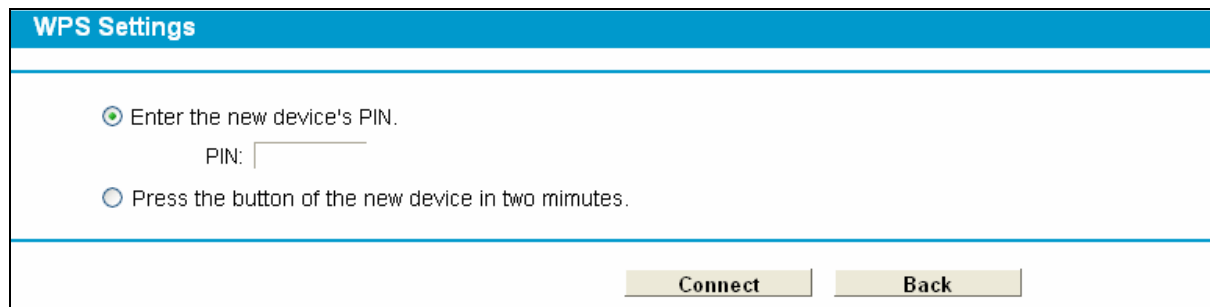 WPS Settings
Enter the new device's PIN.
PIN:
Press the button of the new device in two mimutes.
Connect Back